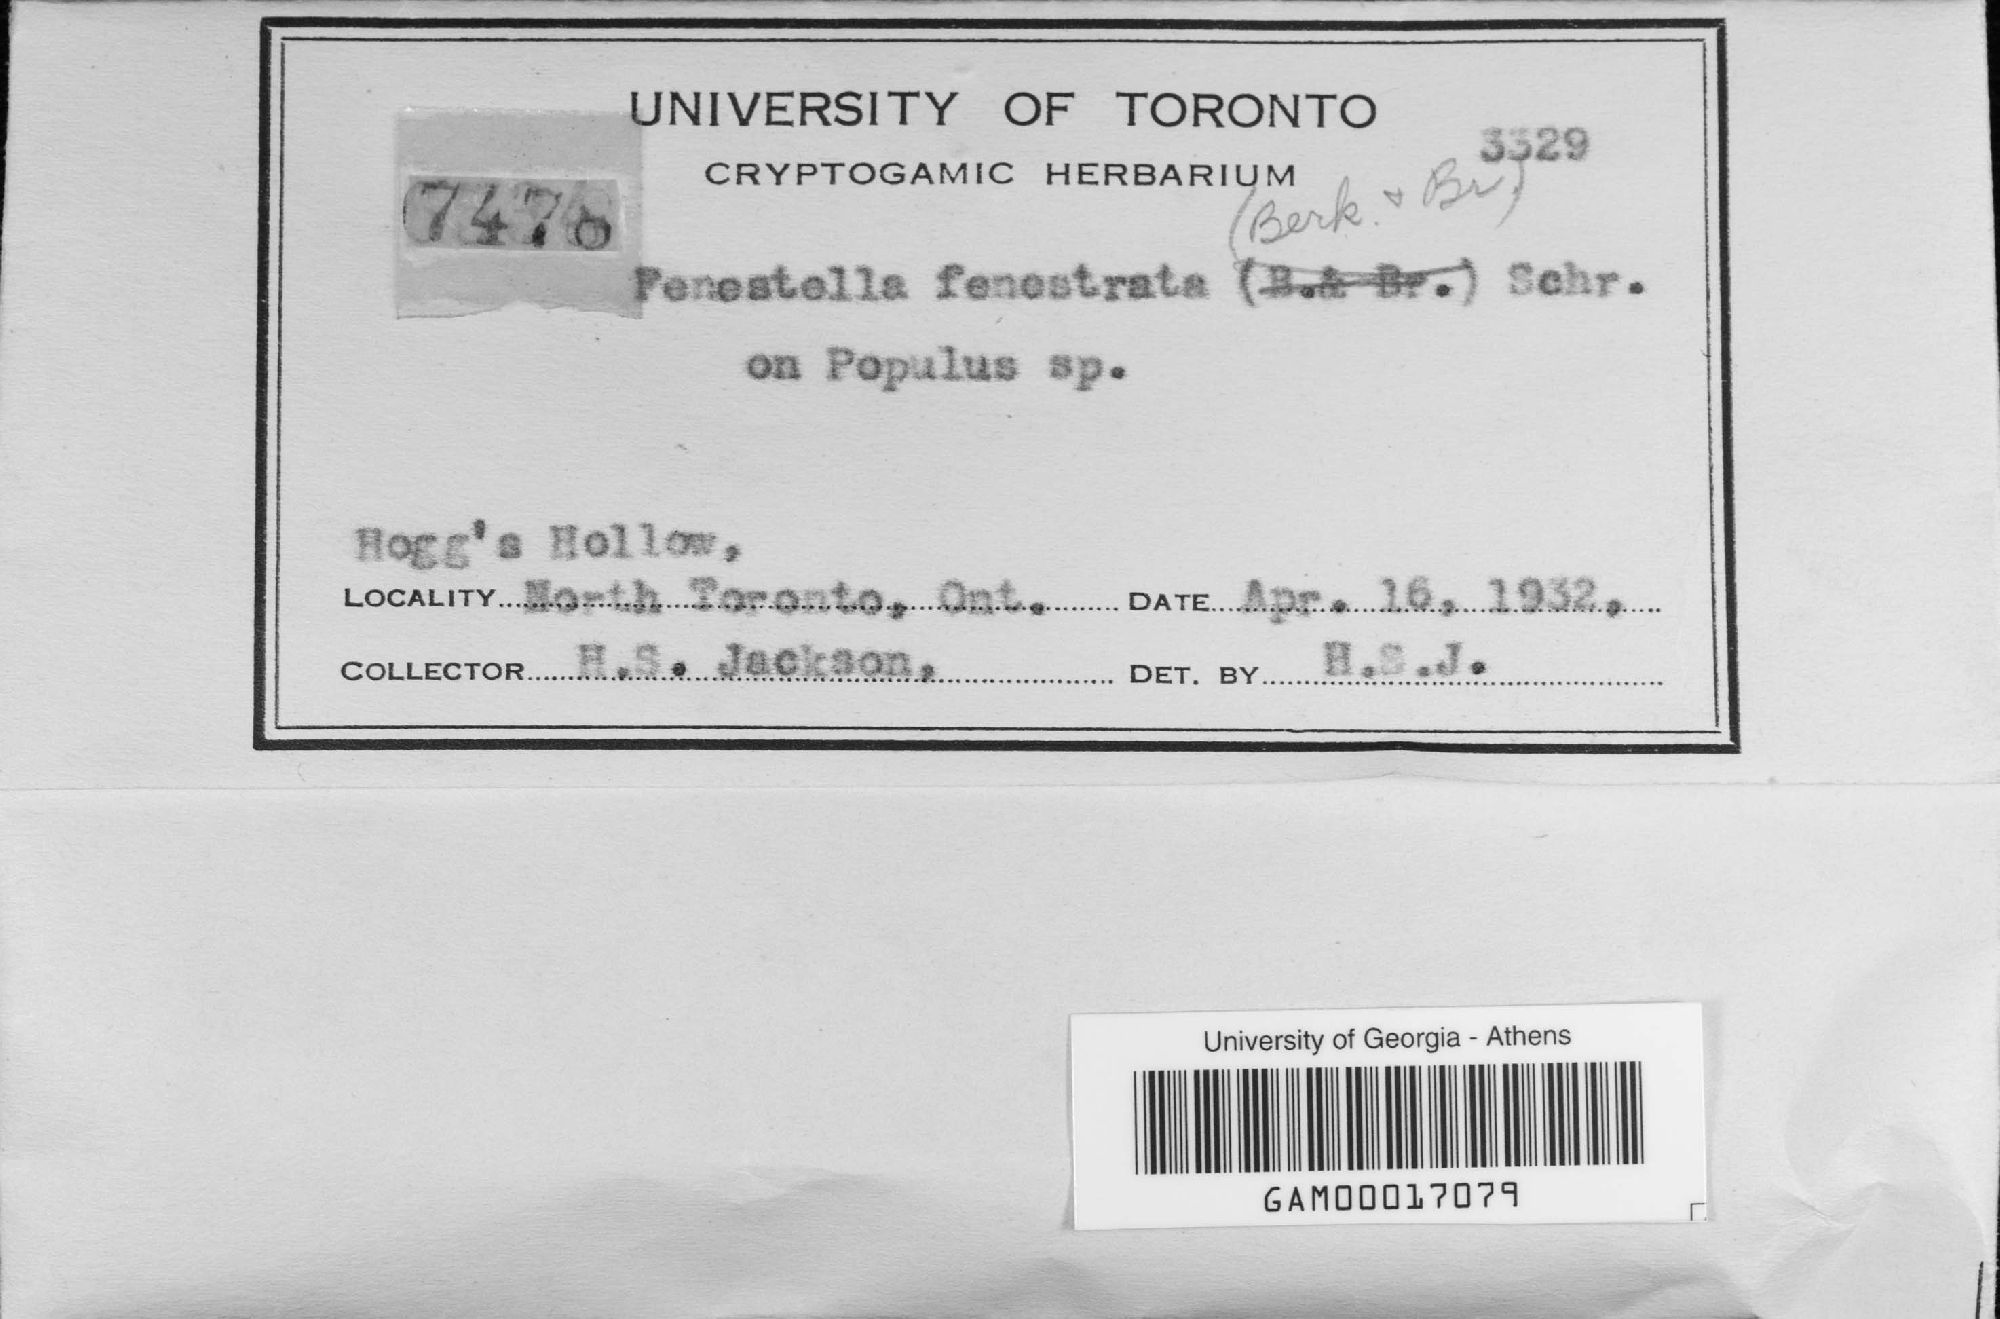 UNIVERSITY OF TORONTO
3329
CRYPTOGAMIC HERBARIUM
(Berk. & Br.)
7478
Fenestella fenestrata (B.& Br.) Schr.
on Populus sp.
Hogg's Hollow,
LOCALITY North Toronto, Ont. DATE Apr. 16, 1932,
COLLECTOR H.S. Jackson, DET. BY H.S.J.
University of Georgia - Athens
GAM00017079